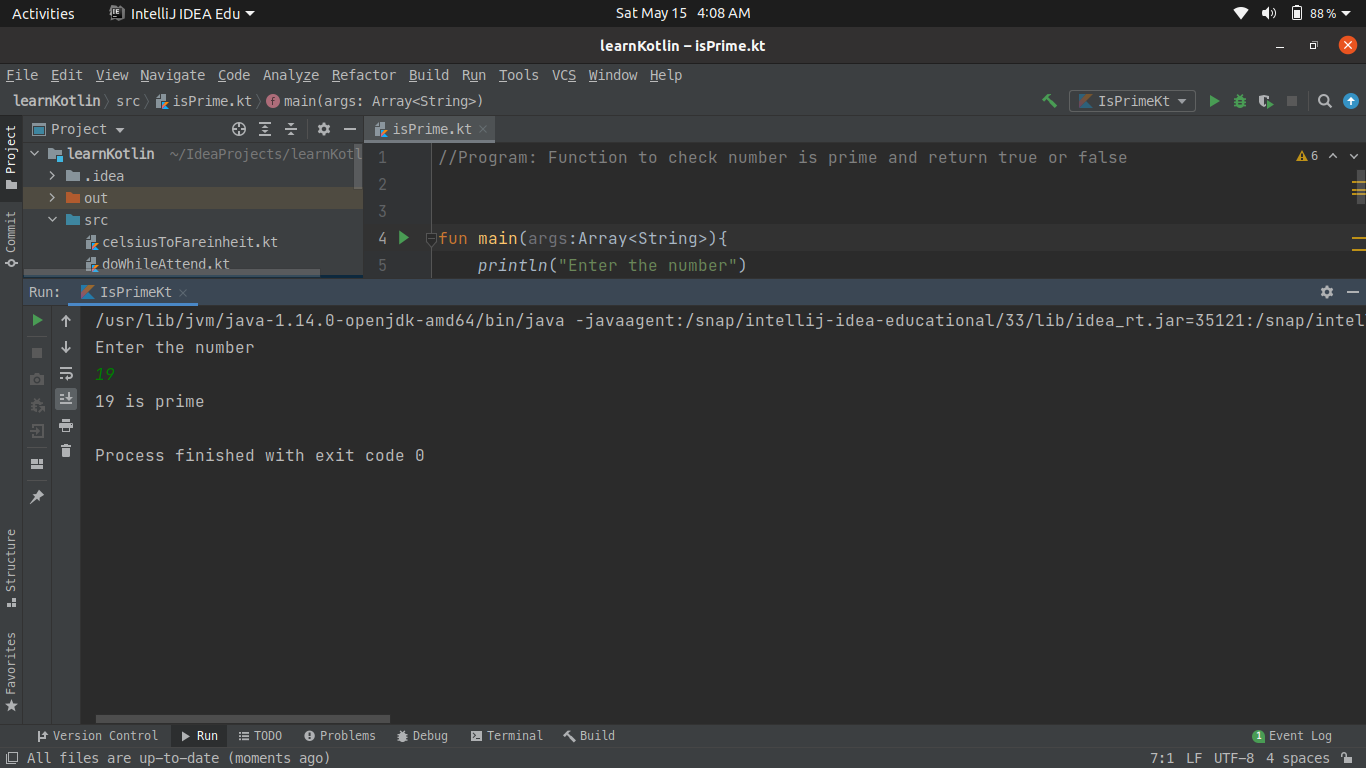 Activities IntelliJ IDEA Edu Sat May 15 4:08 AM 88%
learnKotlin – isPrime.kt
File Edit View Navigate Code Analyze Refactor Build Run Tools VCS Window Help
learnKotlin src isPrime.kt main(args: Array<String>) IsPrimeKt
Project
Commit
Structure
Favorites
Project
learnKotlin ~/IdeaProjects/learnKotl
.idea
out
src
celsiusToFareinheit.kt
doWhileAttend.kt
isPrime.kt
6
1 //Program: Function to check number is prime and return true or false
2
3
4 fun main(args:Array<String>){
5 println("Enter the number")
Run: IsPrimeKt
/usr/lib/jvm/java-1.14.0-openjdk-amd64/bin/java -javaagent:/snap/intellij-idea-educational/33/lib/idea_rt.jar=35121:/snap/intell
Enter the number
19
19 is prime
Process finished with exit code 0
Version Control Run TODO Problems Debug Terminal Build 1 Event Log
All files are up-to-date (moments ago) 7:1 LF UTF-8 4 spaces